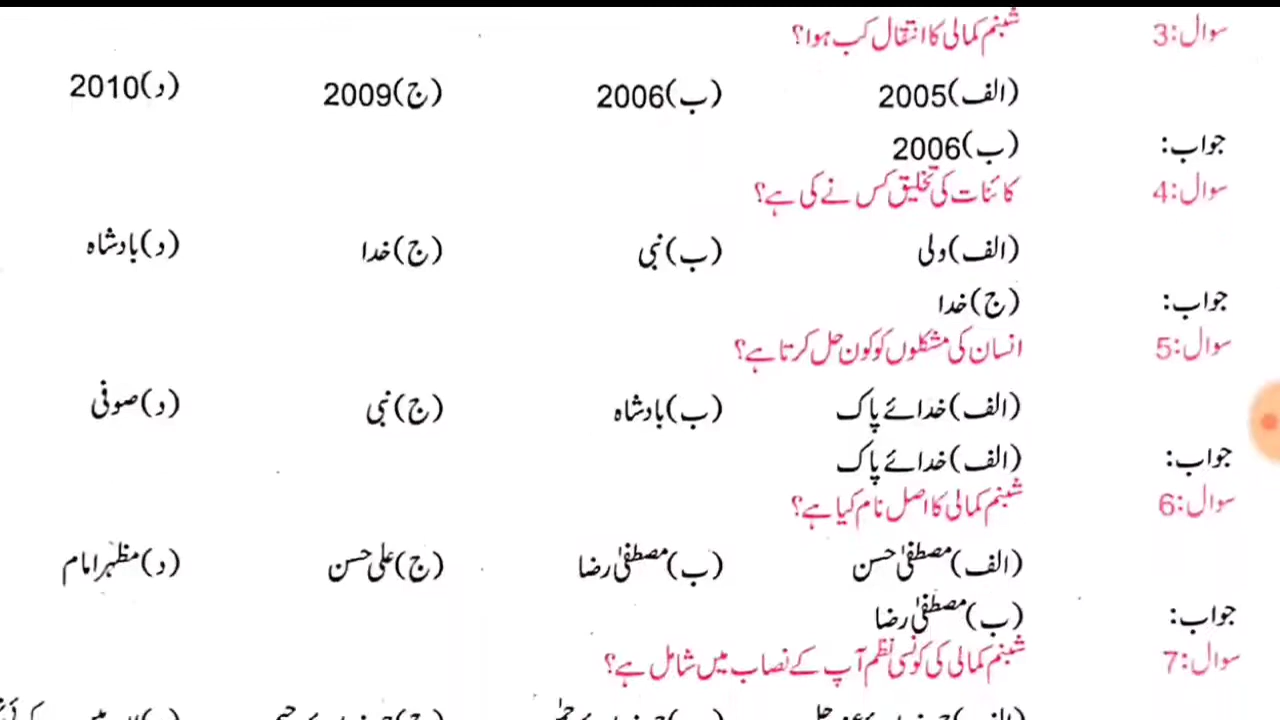 سوال:3 شبنم کمالی کا انتقال کب ہوا؟
(الف)2005 (ب)2006 (ج)2009 (د)2010
جواب: (ب)2006
سوال:4 کائنات کی تخلیق کس نے کی ہے؟
(الف)ولی (ب)نبی (ج)خدا (د)بادشاہ
جواب: (ج)خدا
سوال:5 انسان کی مشکلوں کو کون حل کرتا ہے؟
(الف)خدائے پاک (ب)بادشاہ (ج)نبی (د)صوفی
جواب: (الف)خدائے پاک
سوال:6 شبنم کمالی کا اصل نام کیا ہے؟
(الف)مصطفیٰ حسن (ب)مصطفیٰ رضا (ج)علی حسن (د)مظہر امام
جواب: (ب)مصطفیٰ رضا
سوال:7 شبنم کمالی کی کونسی نظم آپ کے نصاب میں شامل ہے؟